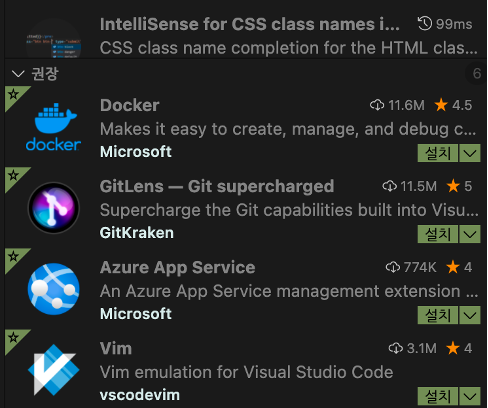 IntelliSense for CSS class names i... 99ms
CSS class name completion for the HTML clas...
권장 6
Docker 11.6M 4.5
Makes it easy to create, manage, and debug c...
docker
Microsoft 설치
GitLens — Git supercharged 11.5M 5
Supercharge the Git capabilities built into Visu...
GitKraken 설치
Azure App Service 774K 4
An Azure App Service management extension ...
Microsoft 설치
Vim 3.1M 4
Vim emulation for Visual Studio Code
vscodevim 설치